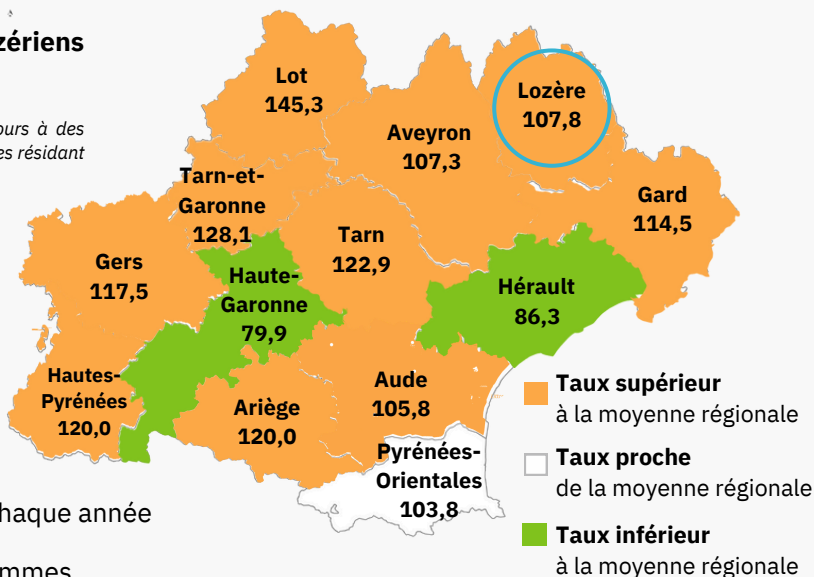 zériens
ours à des
es résidant
Lot
145,3
Lozère
107,8
Aveyron
107,3
Tarn-et-
Garonne
128,1
Gard
114,5
Tarn
122,9
Gers
117,5
Haute-
Garonne
79,9
Hérault
86,3
Hautes-
Pyrénées
120,0
Ariège
120,0
Aude
105,8
Pyrénées-
Orientales
103,8
Taux supérieur
à la moyenne régionale
Taux proche
de la moyenne régionale
Taux inférieur
à la moyenne régionale
haque année
mmes